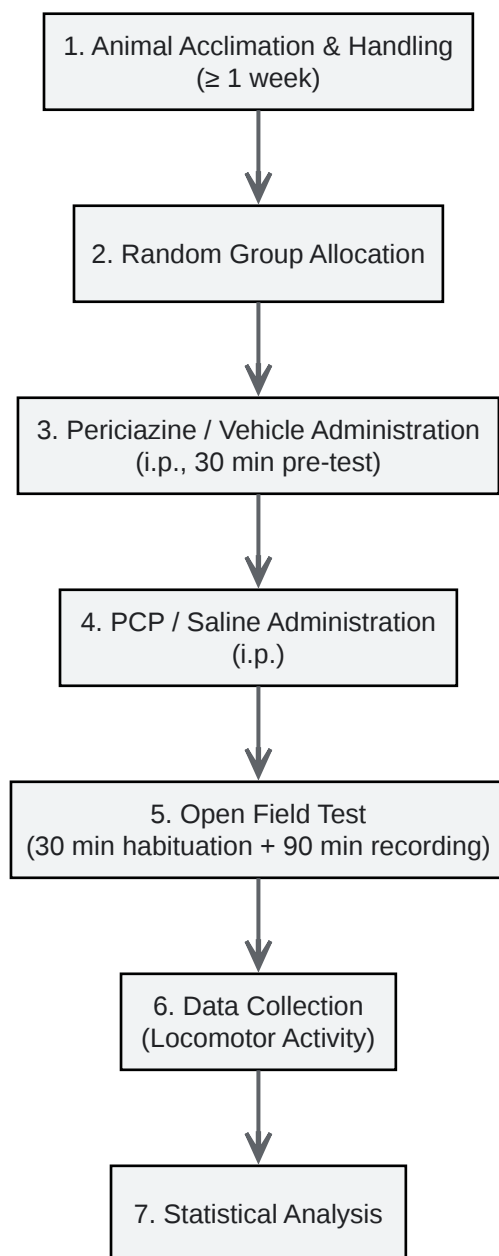 1. Animal Acclimation & Handling
(≥ 1 week)
2. Random Group Allocation
3. Periciazine / Vehicle Administration
(i.p., 30 min pre-test)
4. PCP / Saline Administration
(i.p.)
5. Open Field Test
(30 min habituation + 90 min recording)
6. Data Collection
(Locomotor Activity)
7. Statistical Analysis